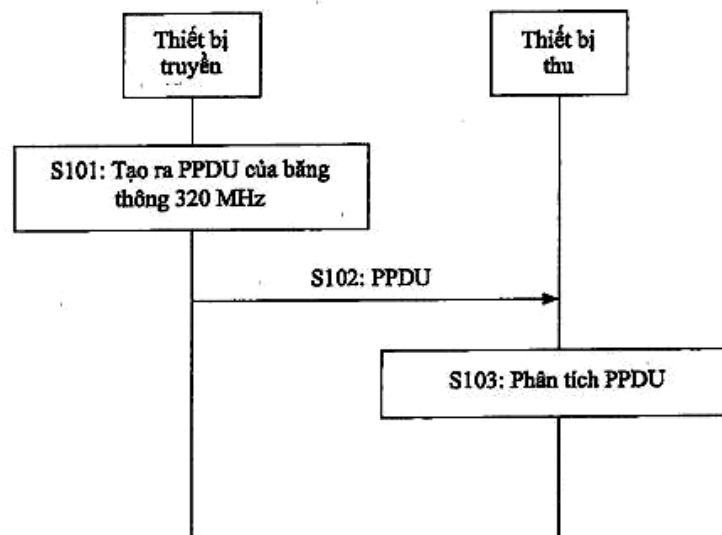 Thiết bị
truyền
Thiết bị
thu
S101: Tạo ra PPDU của băng
thông 320 MHz
S102: PPDU
S103: Phân tích PPDU